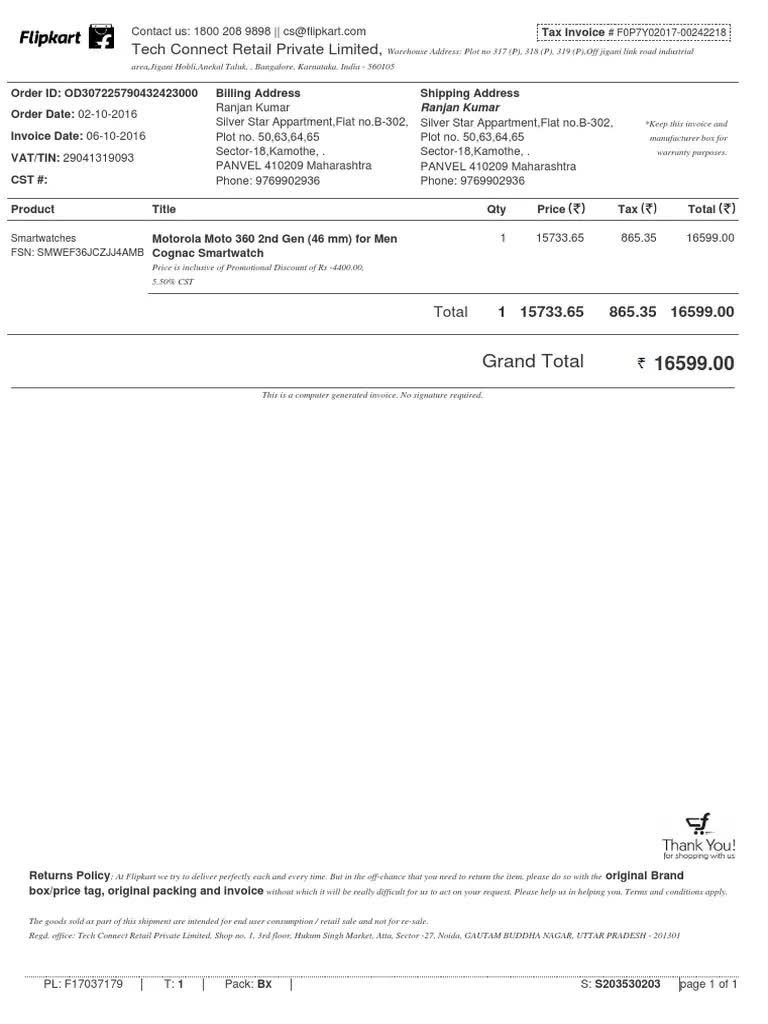 Flipkart
Contact us: 1800 208 9898 || cs@flipkart.com
Tax Invoice # F0P7Y02017-00242218
Tech Connect Retail Private Limited, Warehouse Address: Plot no 317 (P), 318 (P), 319 (P),Off jigani link road industrial
area,Jigani Hobli,Anekal Taluk, , Bangalore, Karnataka, India - 560105
Order ID: OD307225790432423000
Order Date: 02-10-2016
Invoice Date: 06-10-2016
VAT/TIN: 29041319093
CST #:
Billing Address
Ranjan Kumar
Silver Star Appartment,Flat no.B-302,
Plot no. 50,63,64,65
Sector-18,Kamothe, .
PANVEL 410209 Maharashtra
Phone: 9769902936
Shipping Address
Ranjan Kumar
Silver Star Appartment,Flat no.B-302,
Plot no. 50,63,64,65
Sector-18,Kamothe, .
PANVEL 410209 Maharashtra
Phone: 9769902936
*Keep this invoice and
manufacturer box for
warranty purposes.
Product Title Qty Price (₹) Tax (₹) Total (₹)
Smartwatches
FSN: SMWEF36JCZJJ4AMB
Motorola Moto 360 2nd Gen (46 mm) for Men
Cognac Smartwatch
Price is inclusive of Promotional Discount of Rs -4400.00,
5.50% CST
1 15733.65 865.35 16599.00
Total 1 15733.65 865.35 16599.00
Grand Total ₹ 16599.00
This is a computer generated invoice. No signature required.
Thank You!
for shopping with us
Returns Policy: At Flipkart we try to deliver perfectly each and every time. But in the off-chance that you need to return the item, please do so with the original Brand
box/price tag, original packing and invoice without which it will be really difficult for us to act on your request. Please help us in helping you. Terms and conditions apply.
The goods sold as part of this shipment are intended for end user consumption / retail sale and not for re-sale.
Regd. office: Tech Connect Retail Private Limited, Shop no. 1, 3rd floor, Hukum Singh Market, Atta, Sector -27, Noida, GAUTAM BUDDHA NAGAR, UTTAR PRADESH - 201301
PL: F17037179 | T: 1 | Pack: Bx | S: S203530203 | page 1 of 1